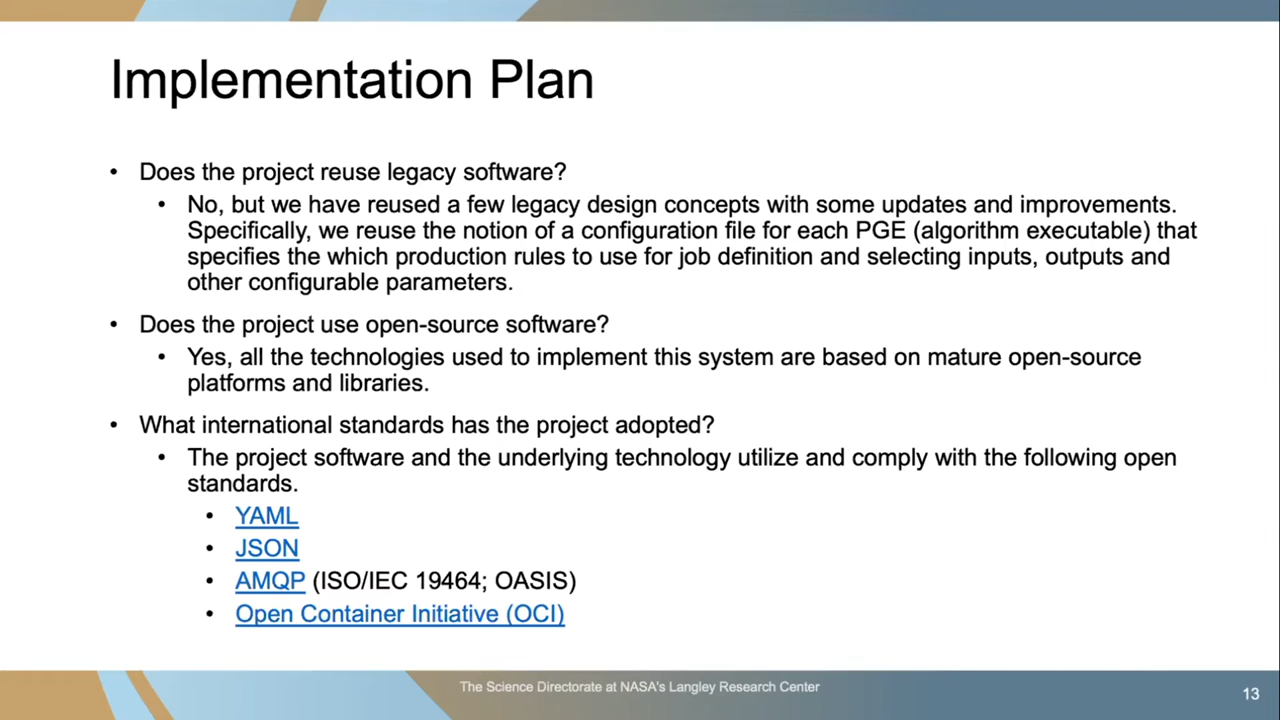 Implementation Plan
• Does the project reuse legacy software?
• No, but we have reused a few legacy design concepts with some updates and improvements.
Specifically, we reuse the notion of a configuration file for each PGE (algorithm executable) that
specifies the which production rules to use for job definition and selecting inputs, outputs and
other configurable parameters.
• Does the project use open-source software?
• Yes, all the technologies used to implement this system are based on mature open-source
platforms and libraries.
• What international standards has the project adopted?
• The project software and the underlying technology utilize and comply with the following open
standards.
• YAML
• JSON
• AMQP (ISO/IEC 19464; OASIS)
• Open Container Initiative (OCI)
The Science Directorate at NASA's Langley Research Center
13